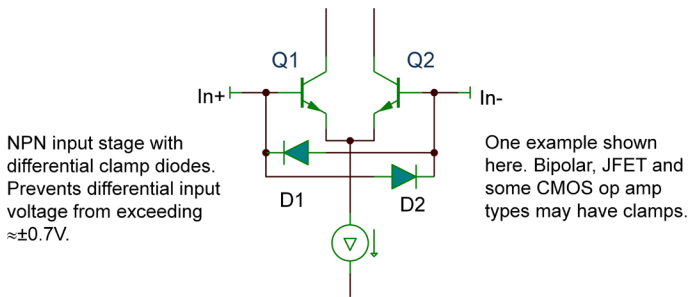 Q1
Q2
In+
In-
NPN input stage with
differential clamp diodes.
Prevents differential input
voltage from exceeding
≈±0.7V.
One example shown
here. Bipolar, JFET and
some CMOS op amp
types may have clamps.
D1
D2